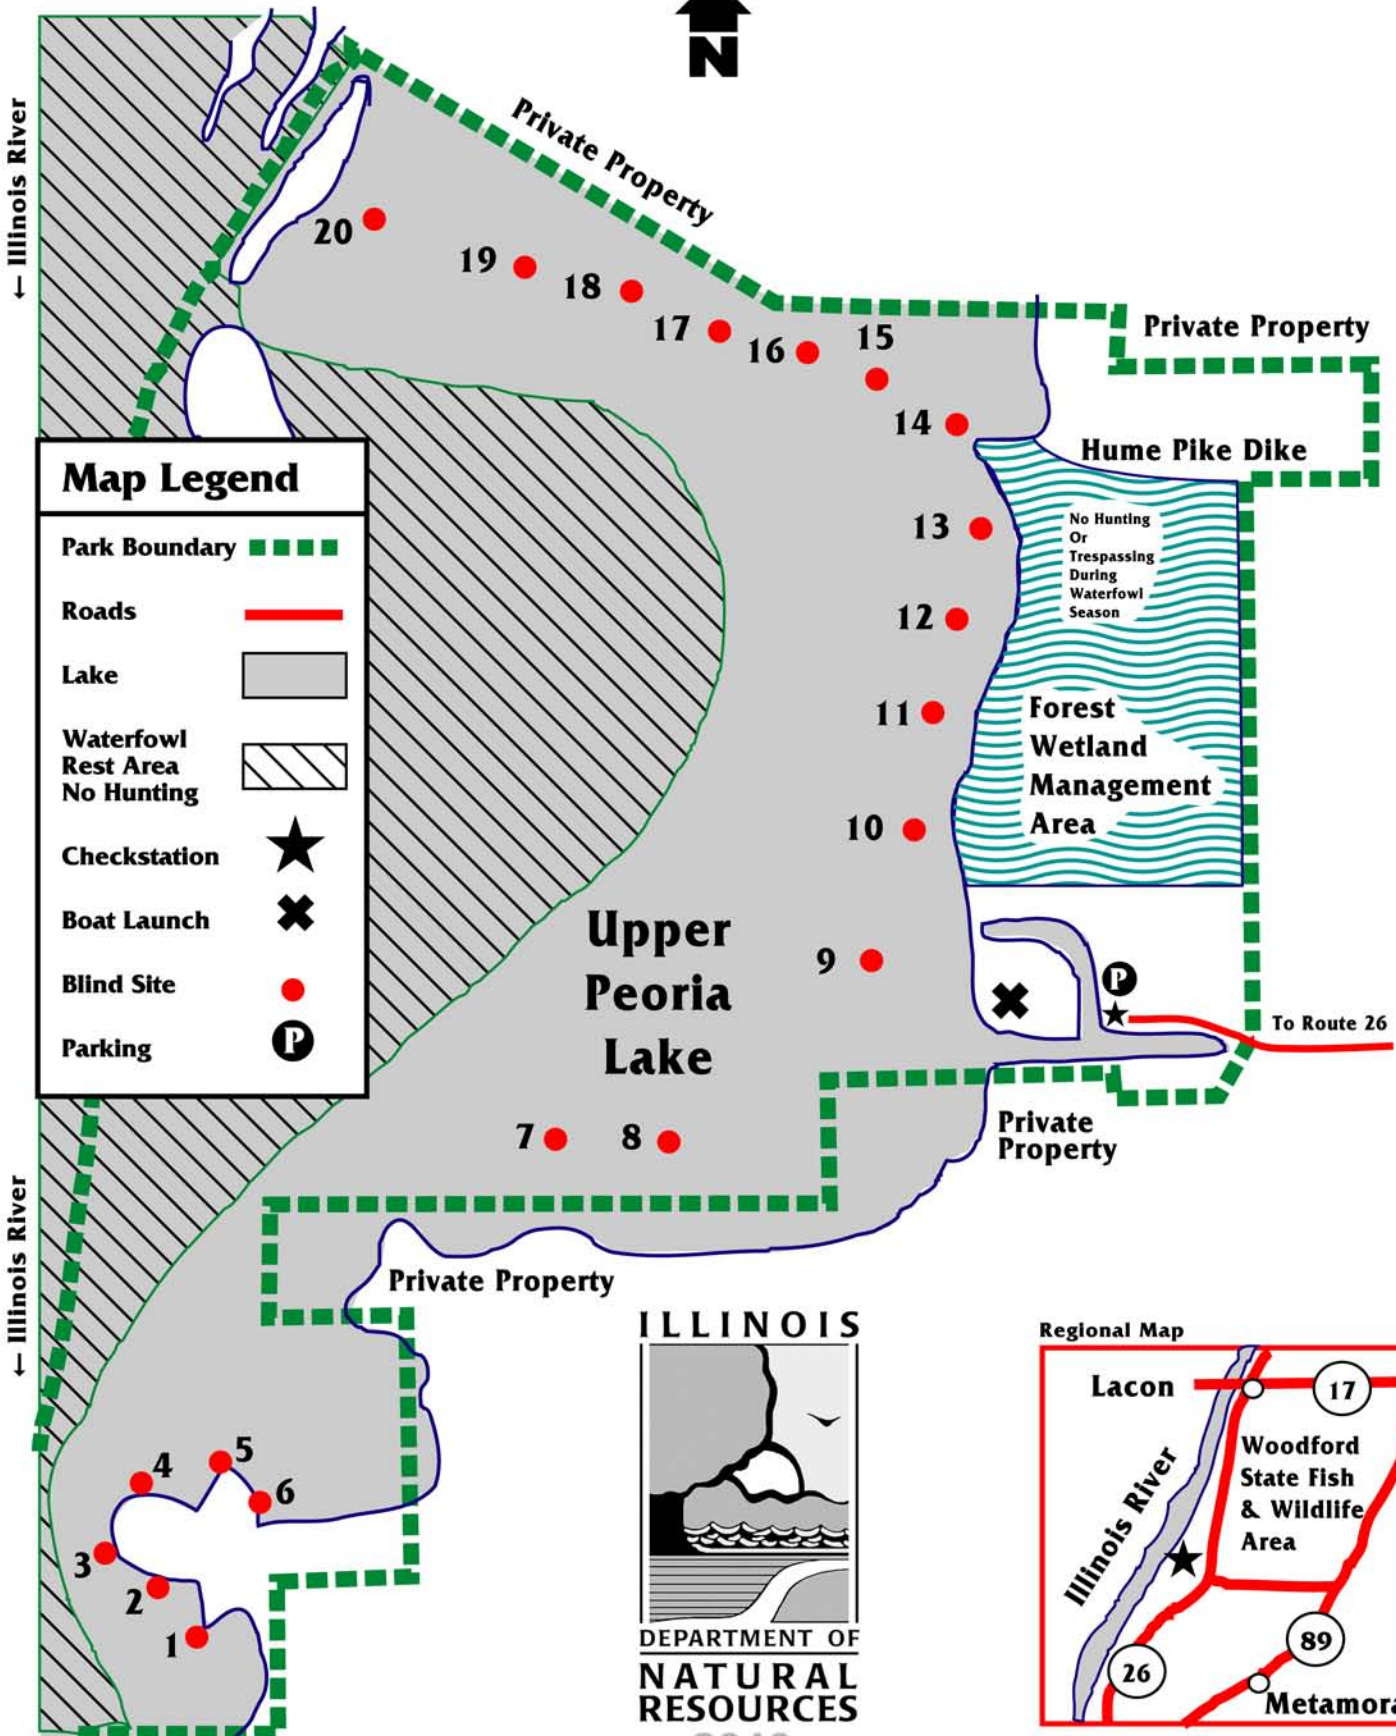 N
← Illinois River
Private Property
20
19
18
17
16
15
14
Private Property
Hume Pike Dike
13
No Hunting
Or
Trespassing
During
Waterfowl
Season
12
11
Forest
Wetland
Management
Area
10
9
P
To Route 26
Map Legend
Park Boundary
Roads
Lake
Waterfowl
Rest Area
No Hunting
Checkstation
Boat Launch
Blind Site
Parking
P
Upper
Peoria
Lake
7
8
Private
Property
← Illinois River
Private Property
4
5
6
3
2
1
ILLINOIS
DEPARTMENT OF
NATURAL
RESOURCES
Regional Map
Lacon
17
Woodford
State Fish
& Wildlife
Area
Illinois River
89
26
Metamora